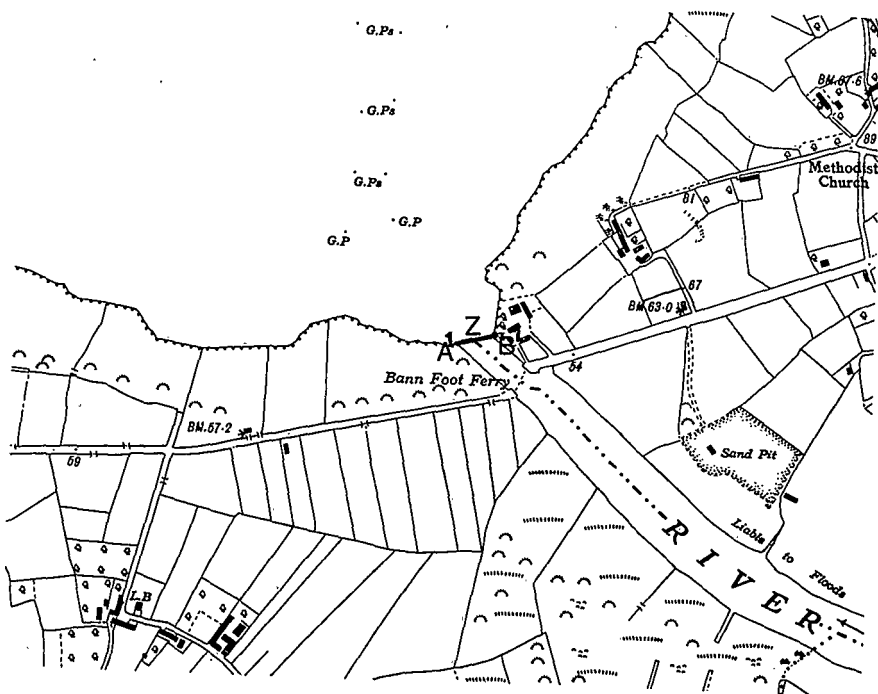 G.Ps
G.Ps
G.Ps
G.P
G.P
BM.67·6
89
Methodist
Church
81
67
BM.63·0
Z
A
B
54
Bann Foot Ferry
BM.57·2
59
Sand Pit
Liable
to
Floods
RIVER
L.B